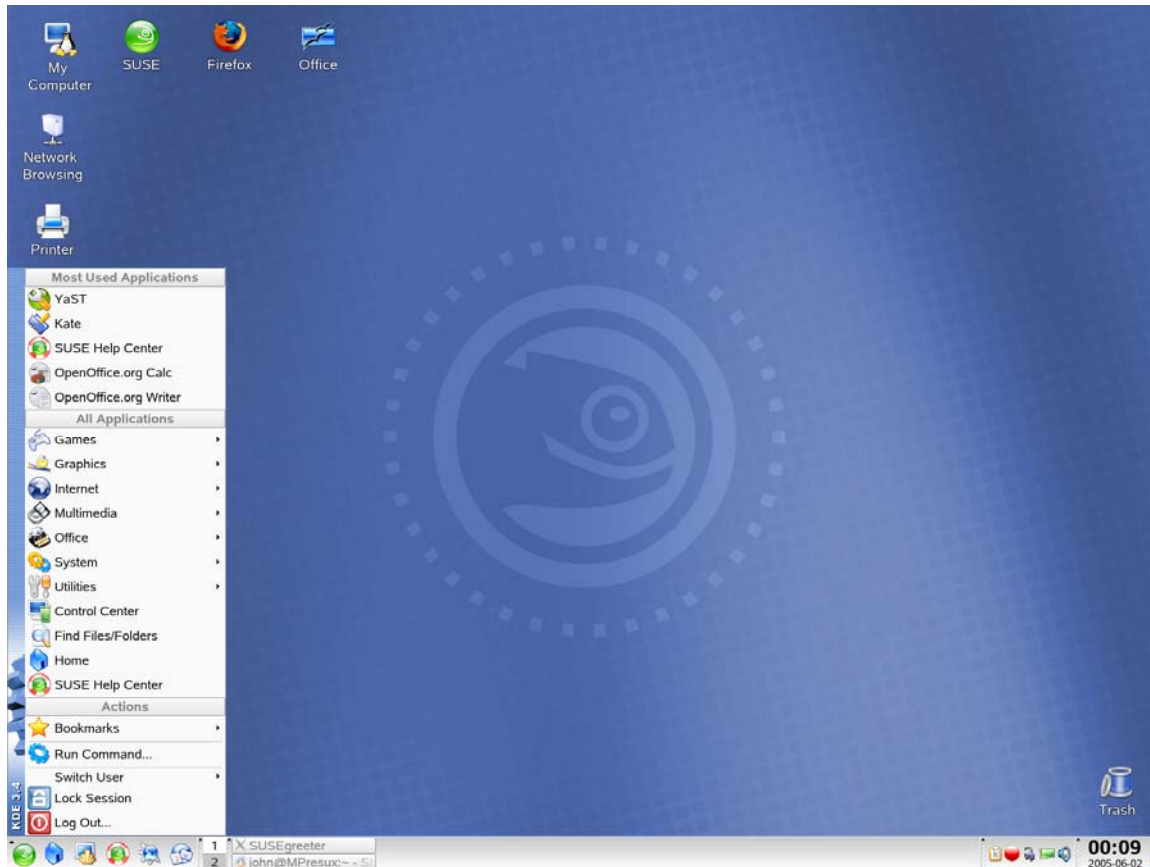 My
Computer
SUSE
Firefox
Office
Network
Browsing
Printer
Most Used Applications
YaST
Kate
SUSE Help Center
OpenOffice.org Calc
OpenOffice.org Writer
All Applications
Games
Graphics
Internet
Multimedia
Office
System
Utilities
Control Center
Find Files/Folders
Home
SUSE Help Center
Actions
Bookmarks
Run Command...
Switch User
Lock Session
Log Out...
KDE 3.4
Trash
1
2
SUSEgreeter
john@MPresux:~ - S
00:09
2005-06-02